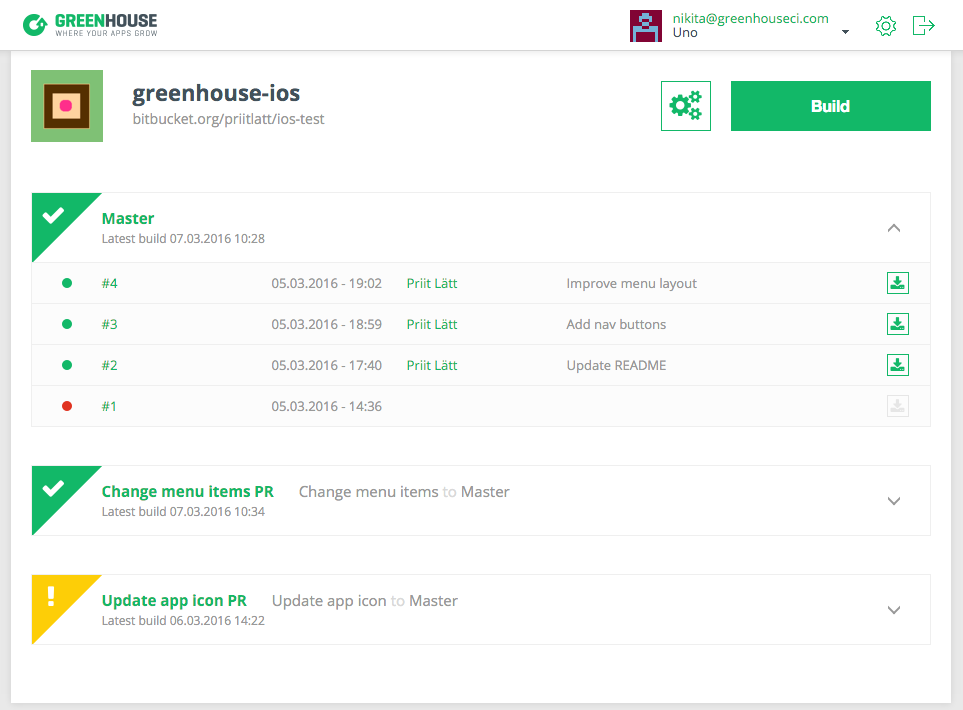 GREENHOUSE
WHERE YOUR APPS GROW
nikita@greenhouseci.com
Uno
greenhouse-ios
bitbucket.org/priitlatt/ios-test
Build
Master
Latest build 07.03.2016 10:28
#4 05.03.2016 - 19:02 Priit Lätt Improve menu layout
#3 05.03.2016 - 18:59 Priit Lätt Add nav buttons
#2 05.03.2016 - 17:40 Priit Lätt Update README
#1 05.03.2016 - 14:36
Change menu items PR Change menu items to Master
Latest build 07.03.2016 10:34
Update app icon PR Update app icon to Master
Latest build 06.03.2016 14:22